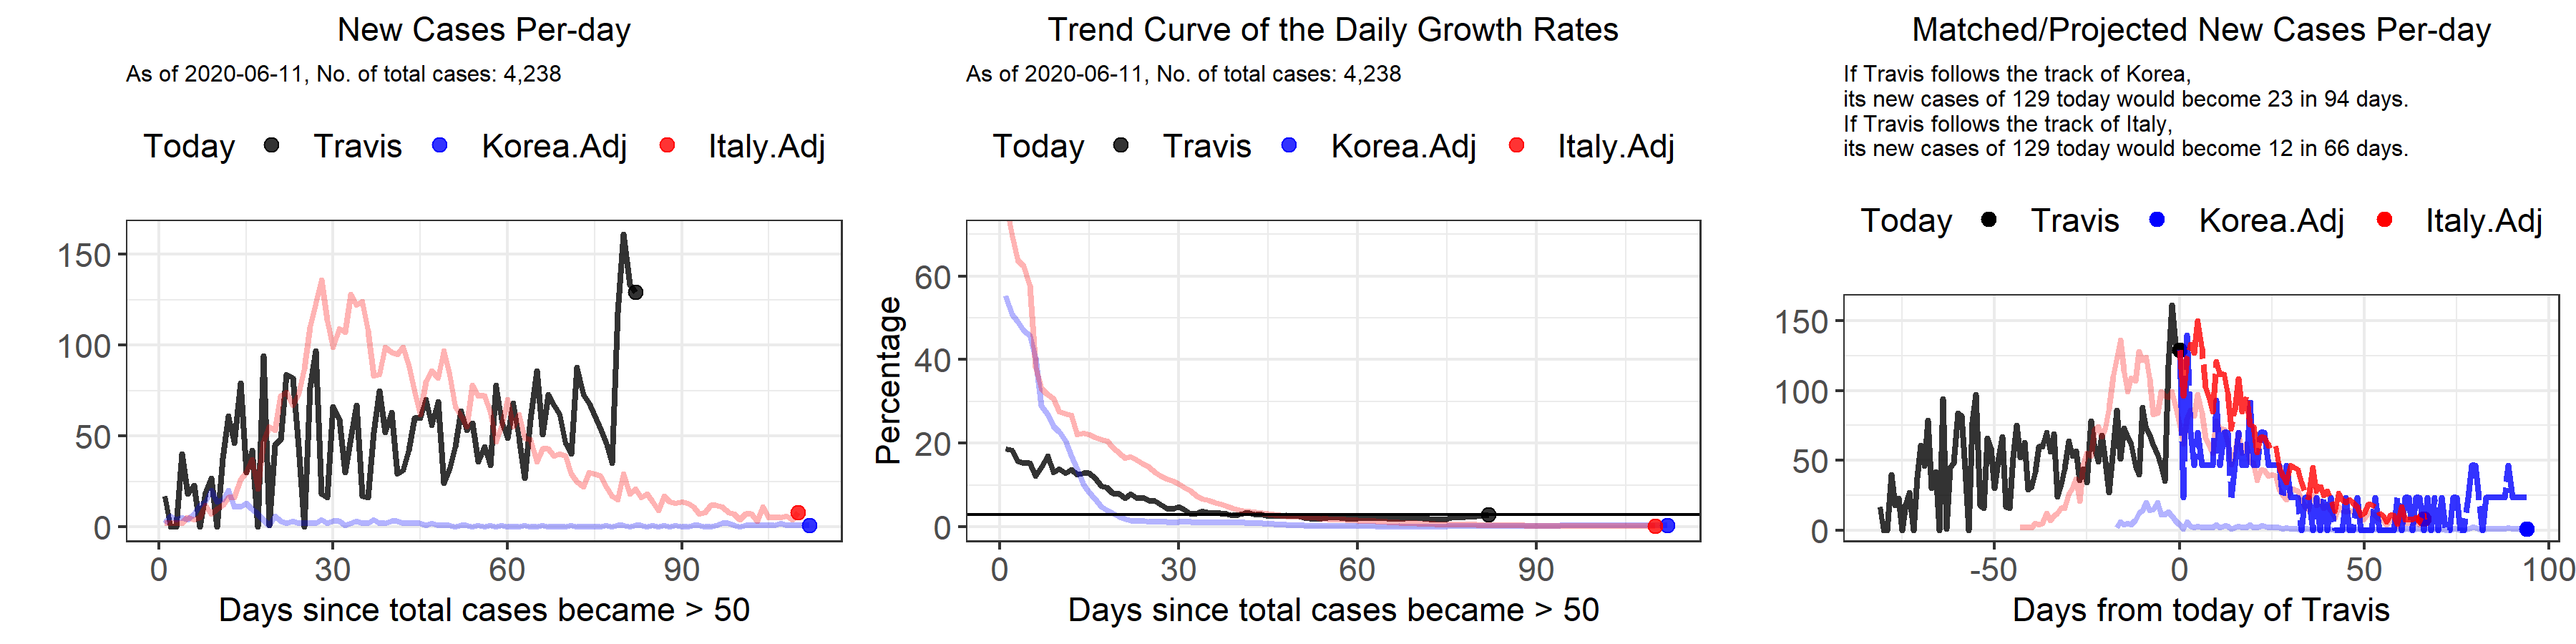 New Cases Per-day
As of 2020-06-11, No. of total cases: 4,238
Today Travis Korea.Adj Italy.Adj
150
100
50
0
0 30 60 90
Days since total cases became > 50
Trend Curve of the Daily Growth Rates
As of 2020-06-11, No. of total cases: 4,238
Today Travis Korea.Adj Italy.Adj
Percentage
60
40
20
0
0 30 60 90
Days since total cases became > 50
Matched/Projected New Cases Per-day
If Travis follows the track of Korea,
its new cases of 129 today would become 23 in 94 days.
If Travis follows the track of Italy,
its new cases of 129 today would become 12 in 66 days.
Today Travis Korea.Adj Italy.Adj
150
100
50
0
-50 0 50 100
Days from today of Travis